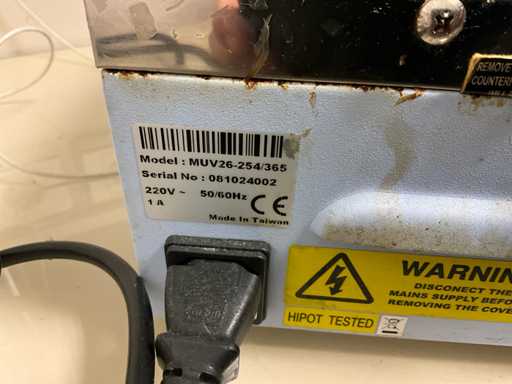 REMOVE
COUNTER
Model : MUV26-254/365
Serial No : 081024002
220V ~ 50/60Hz
1 A
CE
Made In Taiwan
WARNIN
DISCONECT THE
MAINS SUPPLY BEFO
REMOVING THE COVE
HIPOT TESTED